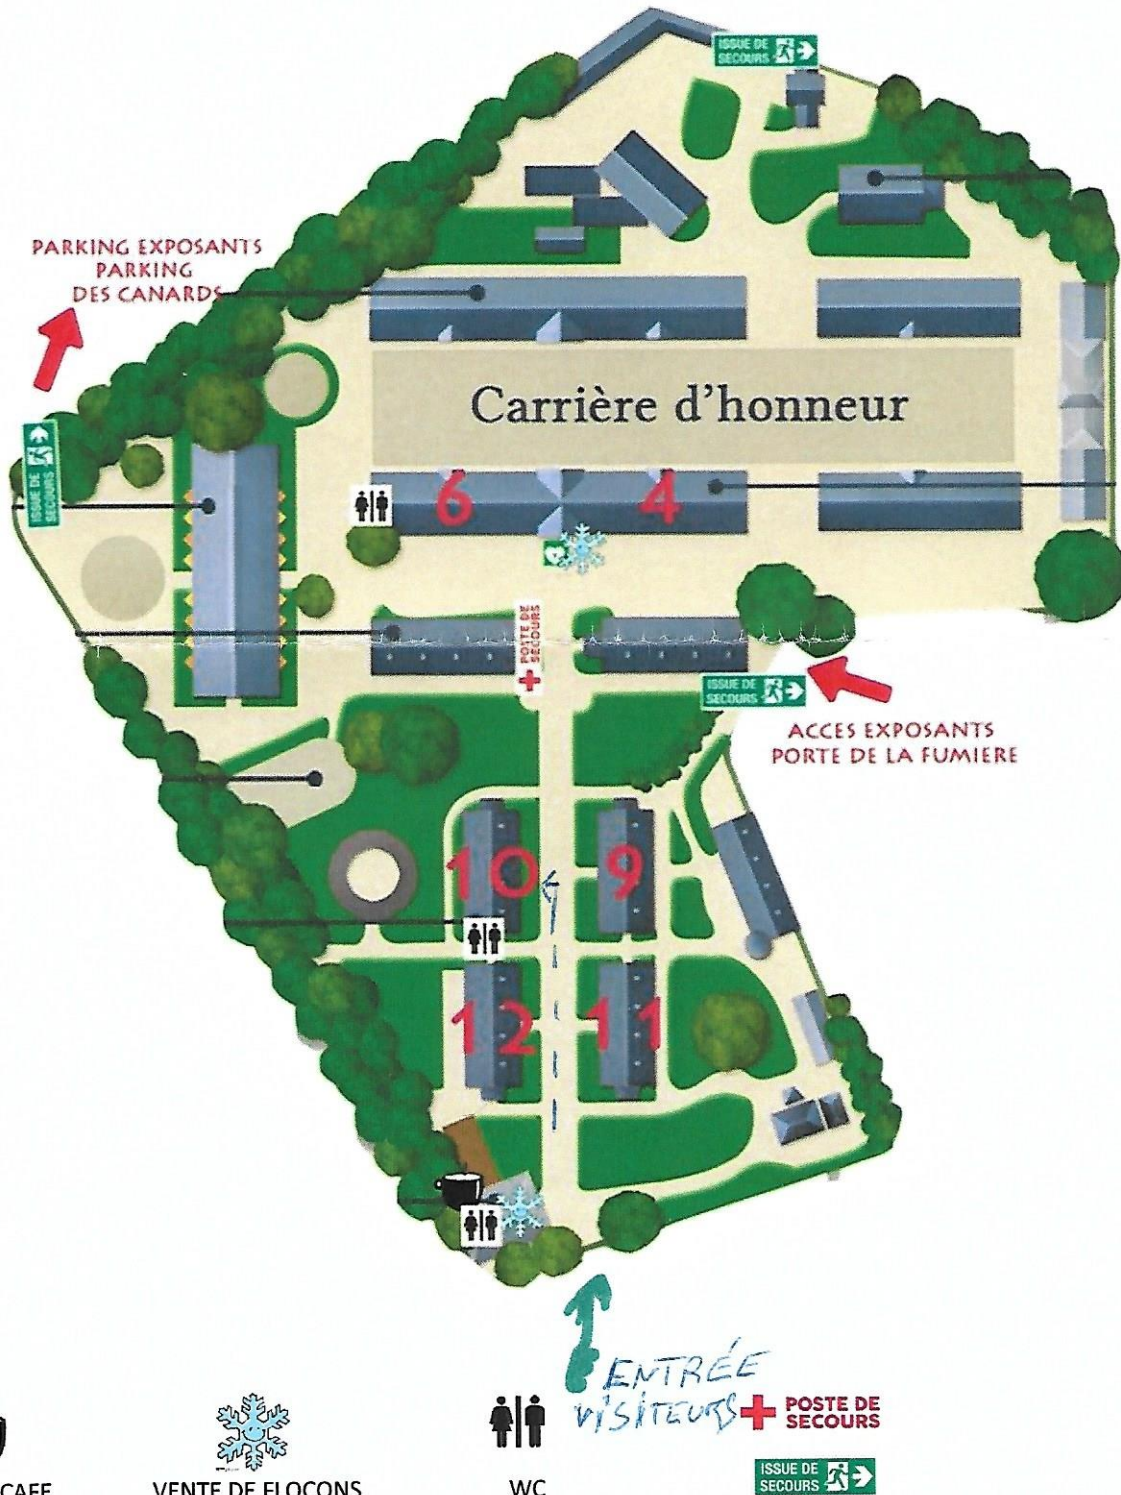 ISSUE DE
SECOURS
PARKING EXPOSANTS
PARKING
DES CANARDS
Carrière d'honneur
ISSUE DE
SECOURS
6
4
POSTE DE
SECOURS
ISSUE DE
SECOURS
ACCES EXPOSANTS
PORTE DE LA FUMIERE
10
9
12
11
ENTRÉE
VISITEURS
POSTE DE
SECOURS
CAFE
VENTE DE FLOCONS
WC
ISSUE DE
SECOURS